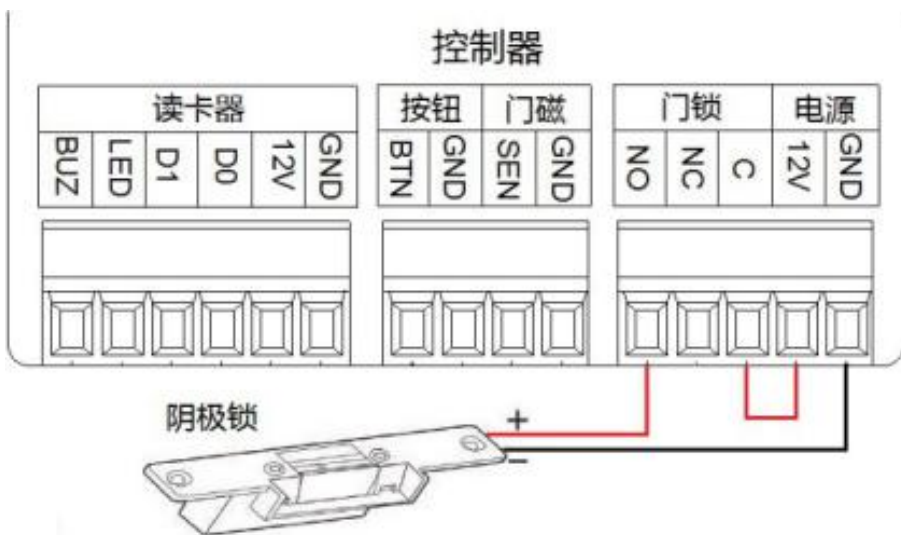 控制器
读卡器 按钮 门磁 门锁 电源
BUZ LED D1 D0 12V GND BTN GND SEN GND NO NC C 12V GND
阴极锁 +
−